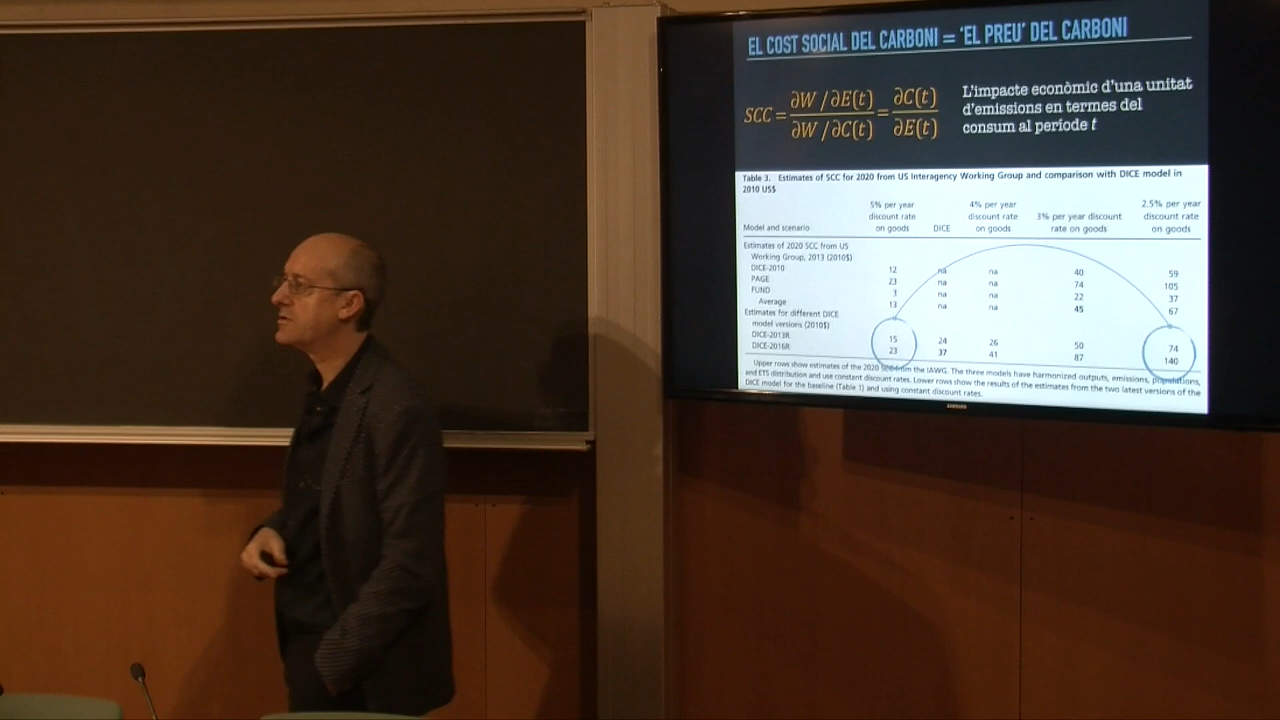 EL COST SOCIAL DEL CARBONI = 'EL PREU' DEL CARBONI
SCC = ∂W / ∂E(t) / ∂W / ∂C(t) = ∂C(t) / ∂E(t)
L'impacte econòmic d'una unitat
d'emissions en termes del
consum al període t
Table 3. Estimates of SCC for 2020 from US Interagency Working Group and comparison with DICE model in
2010 US$
Model and scenario
5% per year
discount rate
on goods
DICE
4% per year
discount rate
on goods
3% per year discount
rate on goods
2.5% per year
discount rate
on goods
Estimates of 2020 SCC from US
Working Group, 2013 (2010$)
DICE-2010 12 na na 40 59
PAGE 23 na na 74 105
FUND 3 na na 22 37
Average 13 na na 45 67
Estimates for different DICE
model versions (2010$)
DICE-2013R 15 24 26 50 74
DICE-2016R 23 37 41 87 140
Upper rows show estimates of the 2020 SCC from the IAWG. The three models have harmonized outputs, emissions, populations,
and ETS distribution and use constant discount rates. Lower rows show the results of the estimates from the two latest versions of the
DICE model for the baseline (Table 1) and using constant discount rates.
SAMSUNG